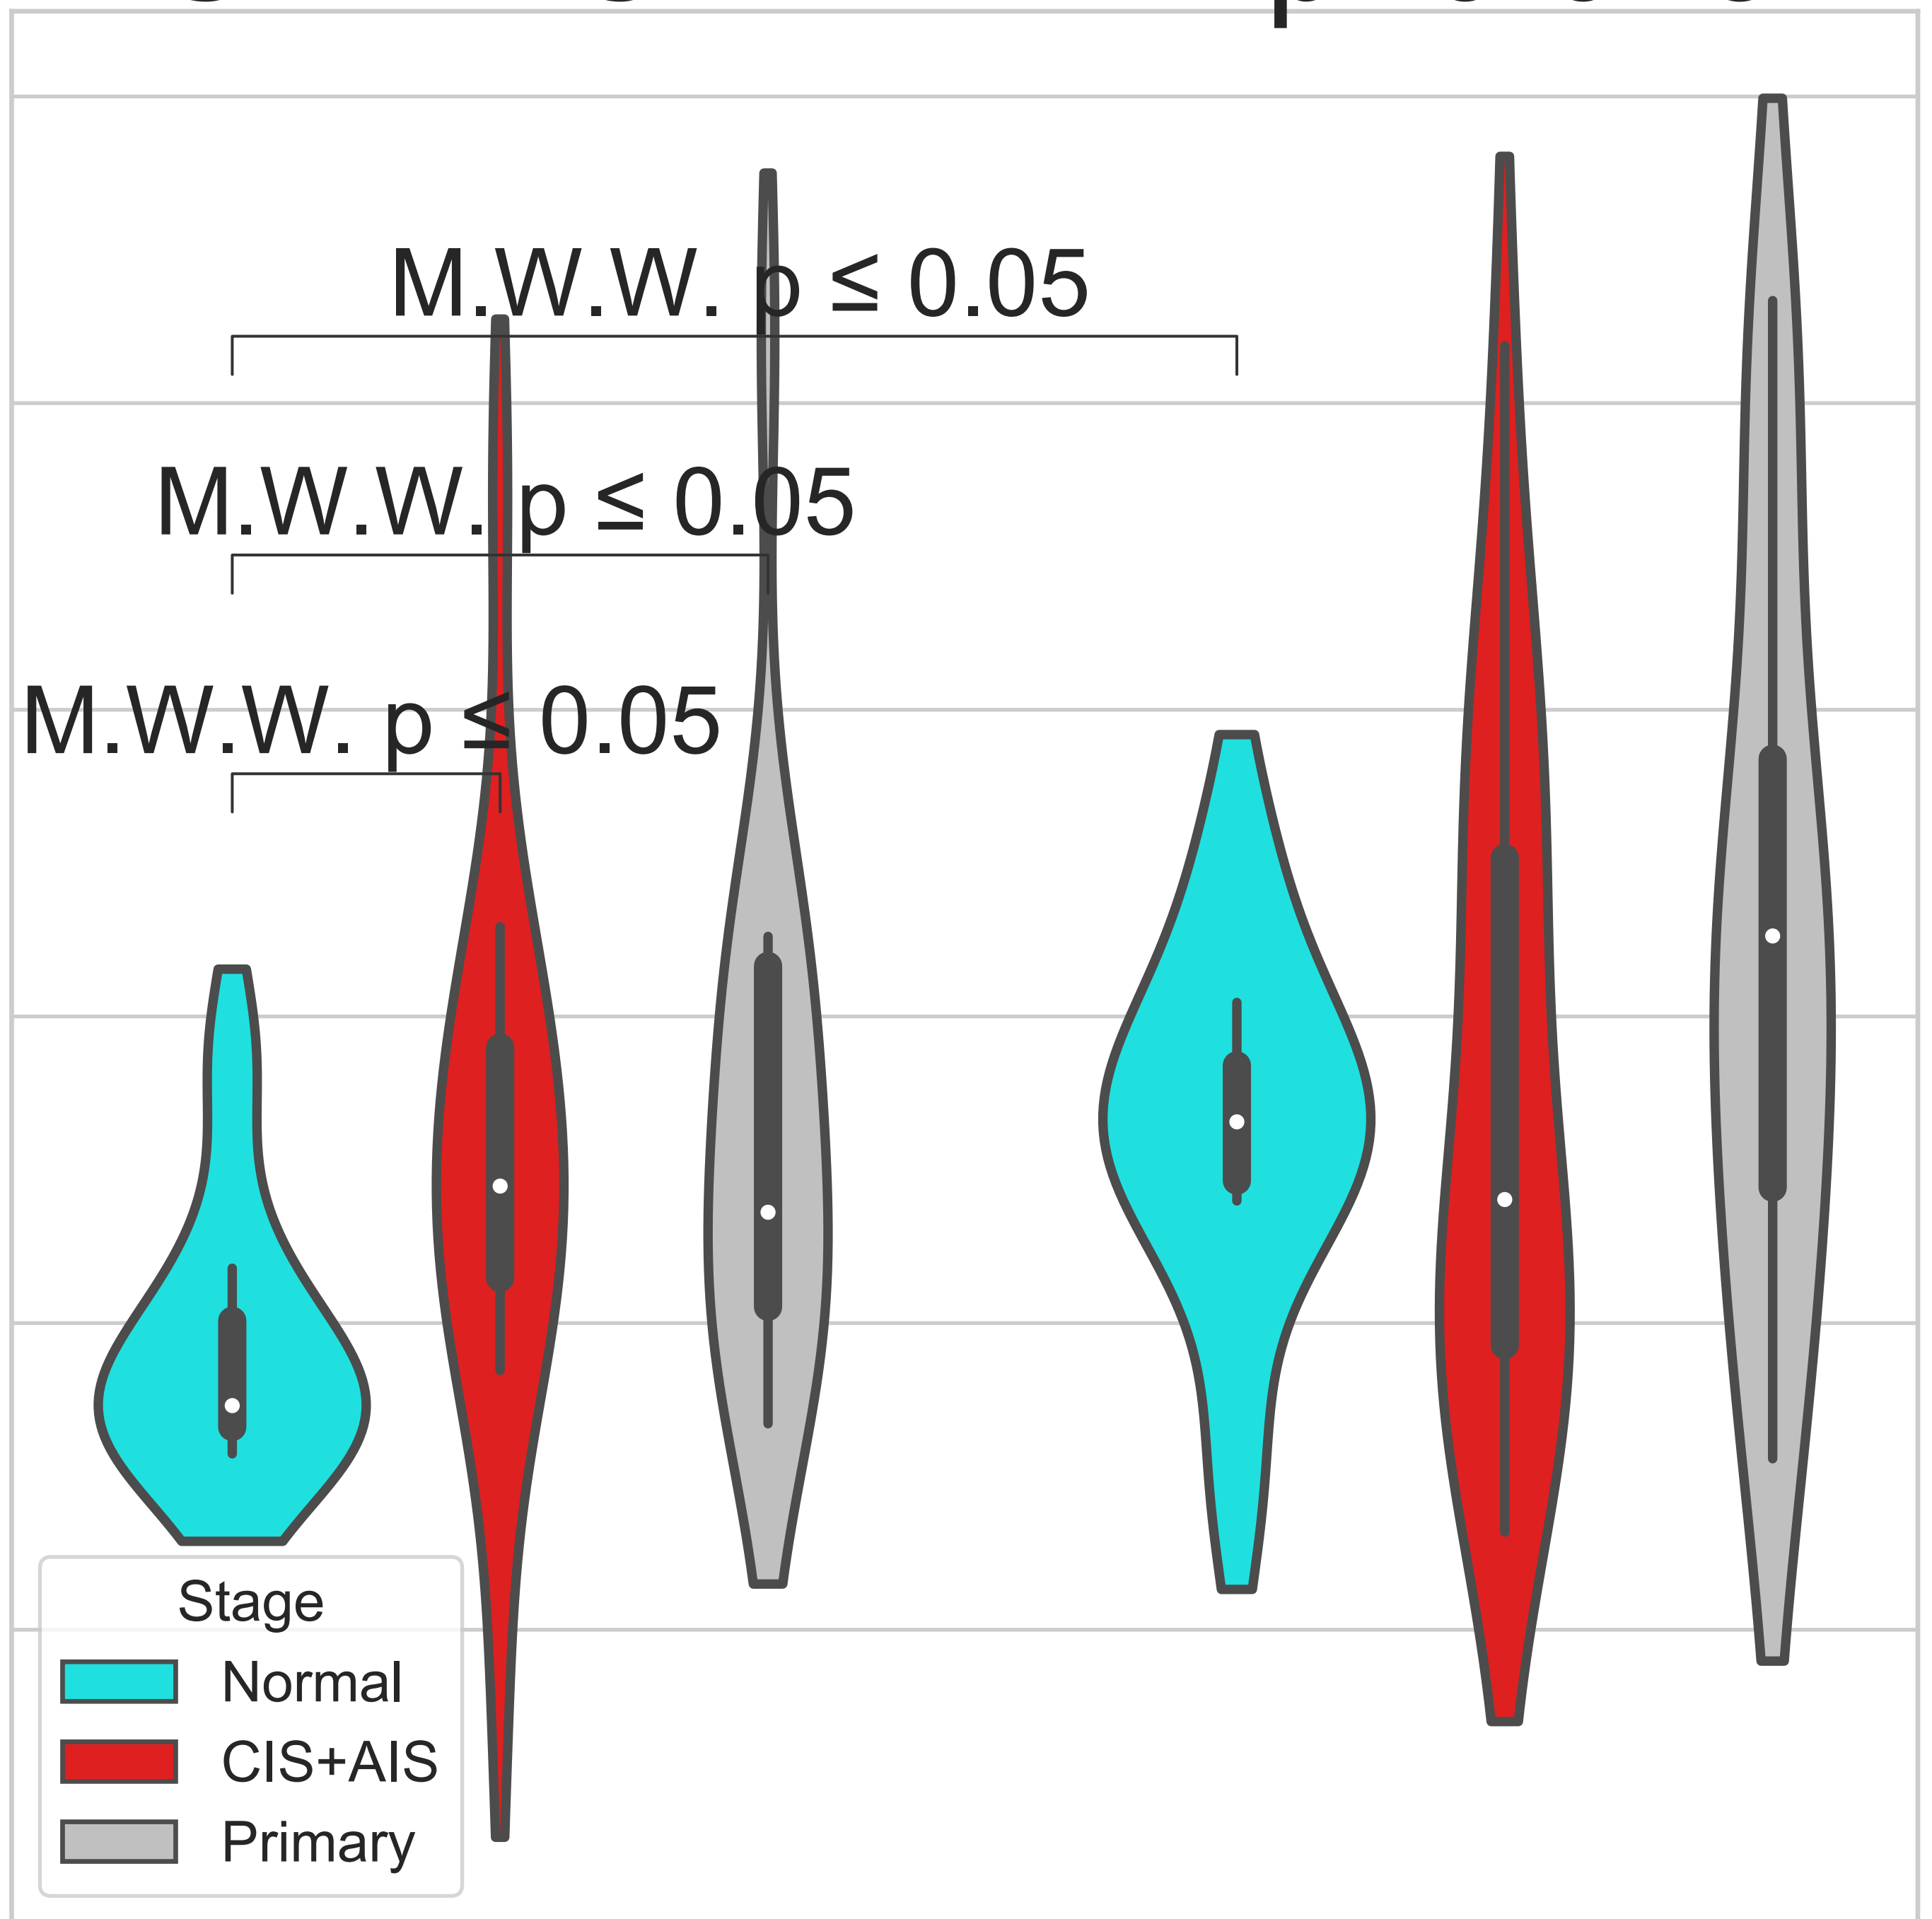 M.W.W. p ≤ 0.05
M.W.W. p ≤ 0.05
M.W.W. p ≤ 0.05
Stage
Normal
CIS+AIS
Primary